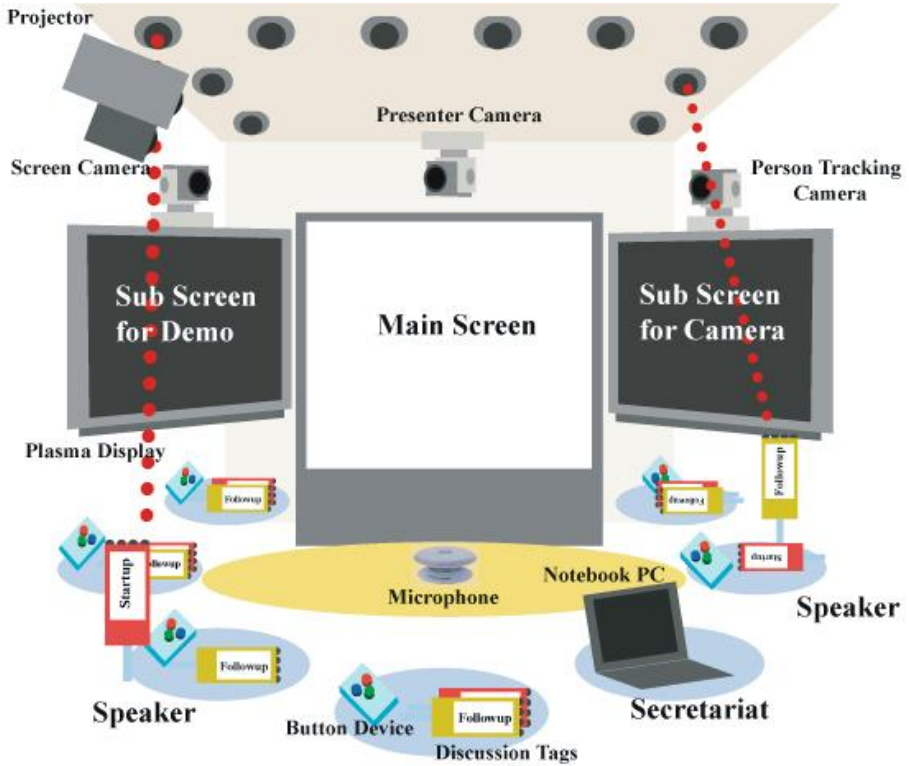 Projector
Presenter Camera
Screen Camera
Person Tracking
Camera
Sub Screen
for Demo
Main Screen
Sub Screen
for Camera
Plasma Display
Followup
Followup
Followup
Startup
Followup
Startup
Microphone
Notebook PC
Speaker
Followup
Speaker
Button Device
Followup
Discussion Tags
Secretariat